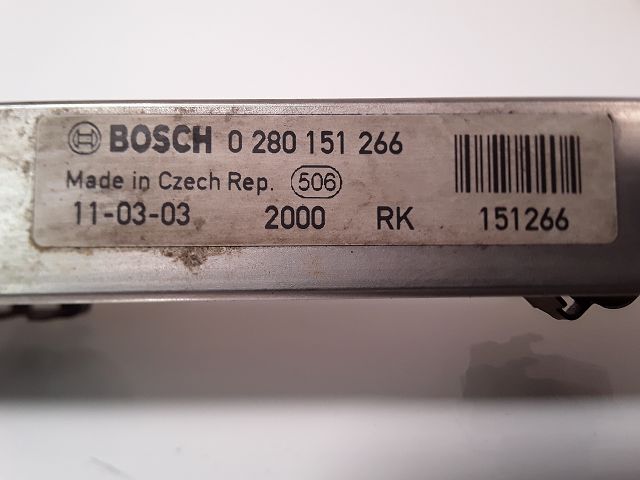 BOSCH 0 280 151 266
Made in Czech Rep. 506
11-03-03 2000 RK 151266